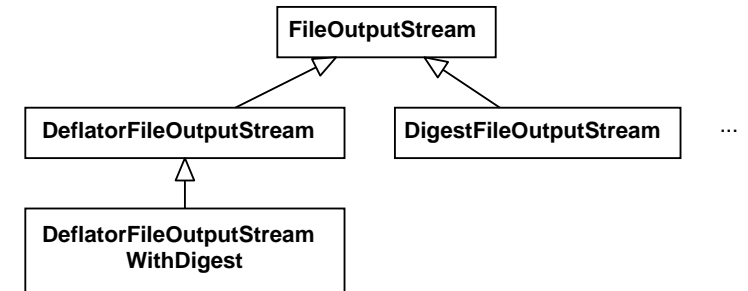 FileOutputStream
DeflatorFileOutputStream
DigestFileOutputStream
...
DeflatorFileOutputStream
WithDigest